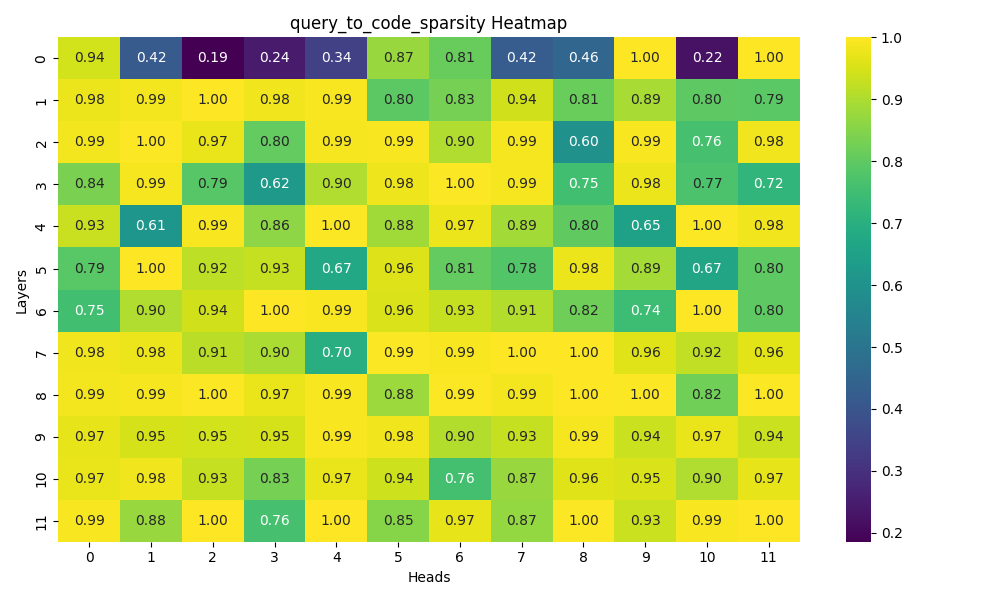 query_to_code_sparsity Heatmap
0 0.94 0.42 0.19 0.24 0.34 0.87 0.81 0.42 0.46 1.00 0.22 1.00
1 0.98 0.99 1.00 0.98 0.99 0.80 0.83 0.94 0.81 0.89 0.80 0.79
2 0.99 1.00 0.97 0.80 0.99 0.99 0.90 0.99 0.60 0.99 0.76 0.98
3 0.84 0.99 0.79 0.62 0.90 0.98 1.00 0.99 0.75 0.98 0.77 0.72
4 0.93 0.61 0.99 0.86 1.00 0.88 0.97 0.89 0.80 0.65 1.00 0.98
5 0.79 1.00 0.92 0.93 0.67 0.96 0.81 0.78 0.98 0.89 0.67 0.80
6 0.75 0.90 0.94 1.00 0.99 0.96 0.93 0.91 0.82 0.74 1.00 0.80
7 0.98 0.98 0.91 0.90 0.70 0.99 0.99 1.00 1.00 0.96 0.92 0.96
8 0.99 0.99 1.00 0.97 0.99 0.88 0.99 0.99 1.00 1.00 0.82 1.00
9 0.97 0.95 0.95 0.95 0.99 0.98 0.90 0.93 0.99 0.94 0.97 0.94
10 0.97 0.98 0.93 0.83 0.97 0.94 0.76 0.87 0.96 0.95 0.90 0.97
11 0.99 0.88 1.00 0.76 1.00 0.85 0.97 0.87 1.00 0.93 0.99 1.00
0 1 2 3 4 5 6 7 8 9 10 11
Heads
Layers
1.0
0.9
0.8
0.7
0.6
0.5
0.4
0.3
0.2